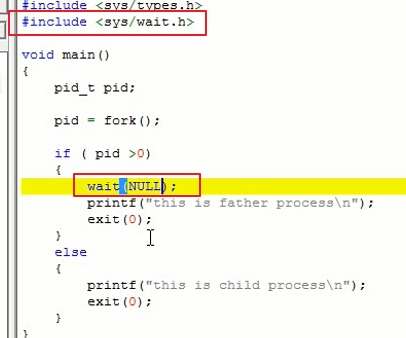 #include <sys/types.h>
#include <sys/wait.h>
void main()
{
pid_t pid;
pid = fork();
if ( pid >0)
{
wait(NULL);
printf("this is father process\n");
exit(0);
}
else
{
printf("this is child process\n");
exit(0);
}
}